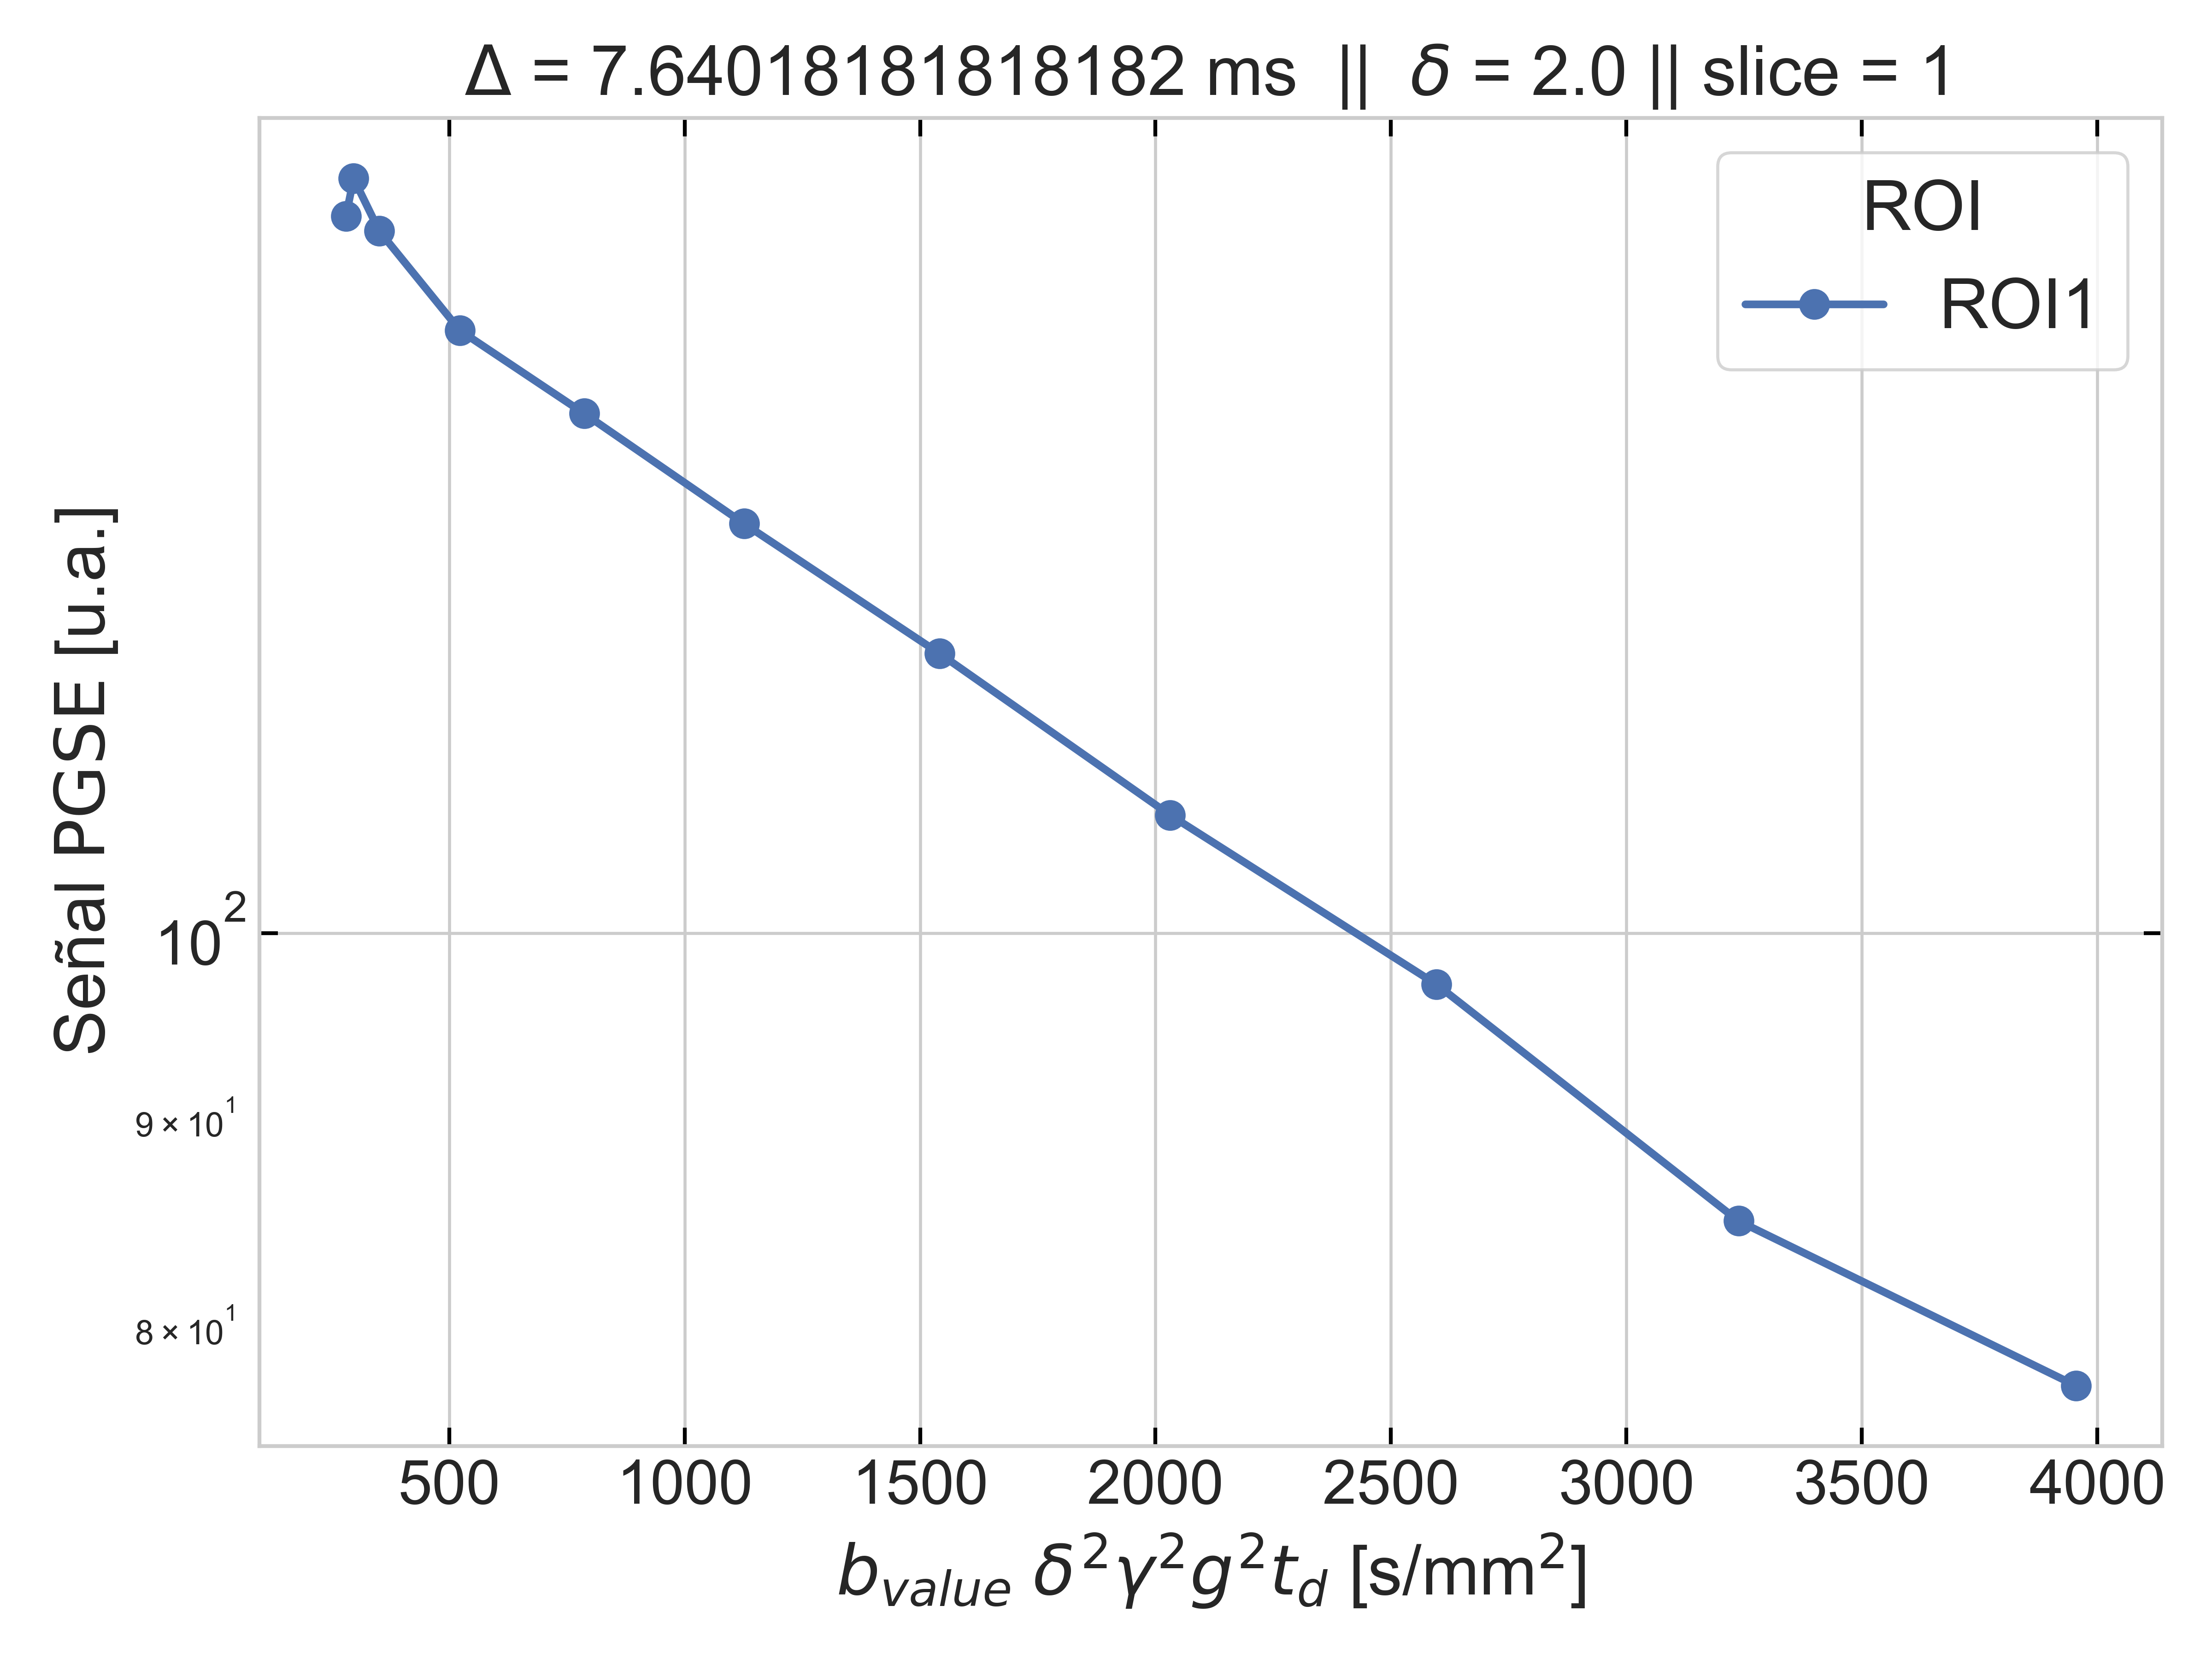 Δ = 7.640181818181818182 ms || δ = 2.0 || slice = 1
ROI
ROI1
Señal PGSE [u.a.]
10²
9 × 10¹
8 × 10¹
500 1000 1500 2000 2500 3000 3500 4000
b_value δ²γ²g²t_d [s/mm²]